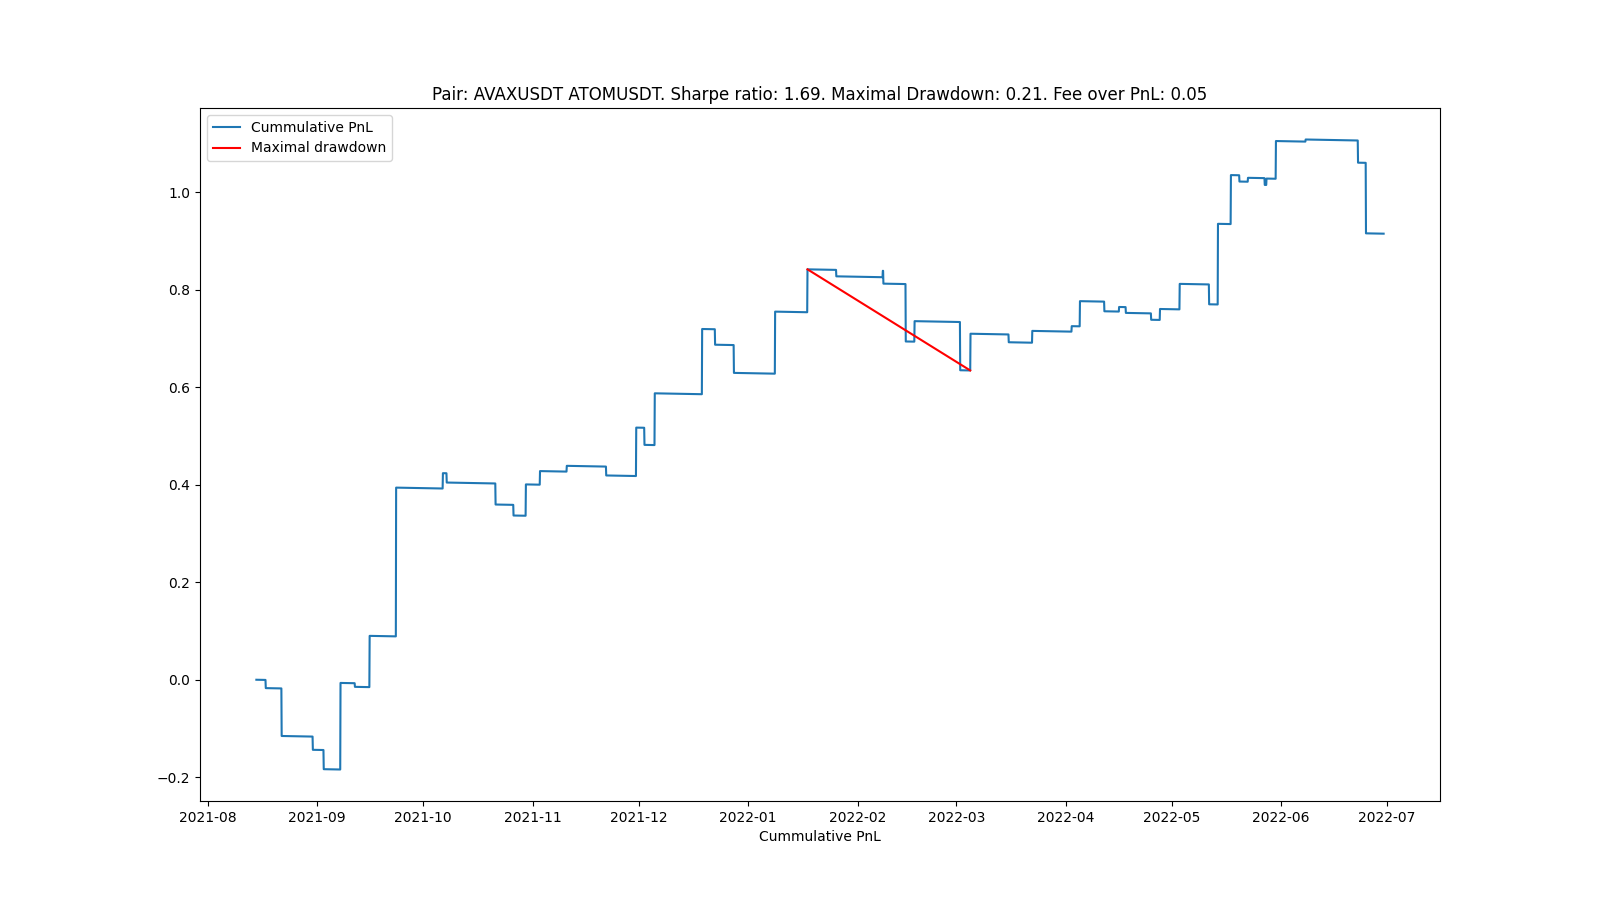 Pair: AVAXUSDT ATOMUSDT. Sharpe ratio: 1.69. Maximal Drawdown: 0.21. Fee over PnL: 0.05
Cummulative PnL
Maximal drawdown
1.0
0.8
0.6
0.4
0.2
0.0
−0.2
2021-08 2021-09 2021-10 2021-11 2021-12 2022-01 2022-02 2022-03 2022-04 2022-05 2022-06 2022-07
Cummulative PnL